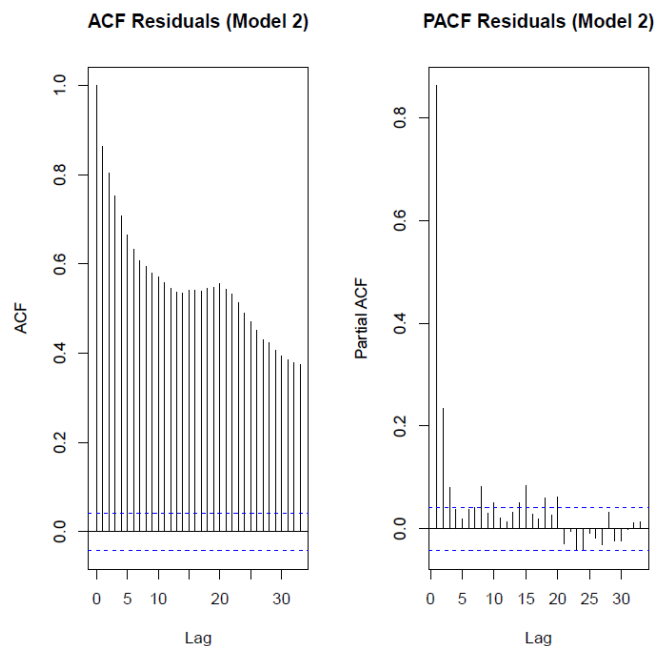 ACF Residuals (Model 2)
ACF
0.0 0.2 0.4 0.6 0.8 1.0
0 5 10 20 30
Lag
PACF Residuals (Model 2)
Partial ACF
0.0 0.2 0.4 0.6 0.8
0 5 10 15 20 25 30
Lag